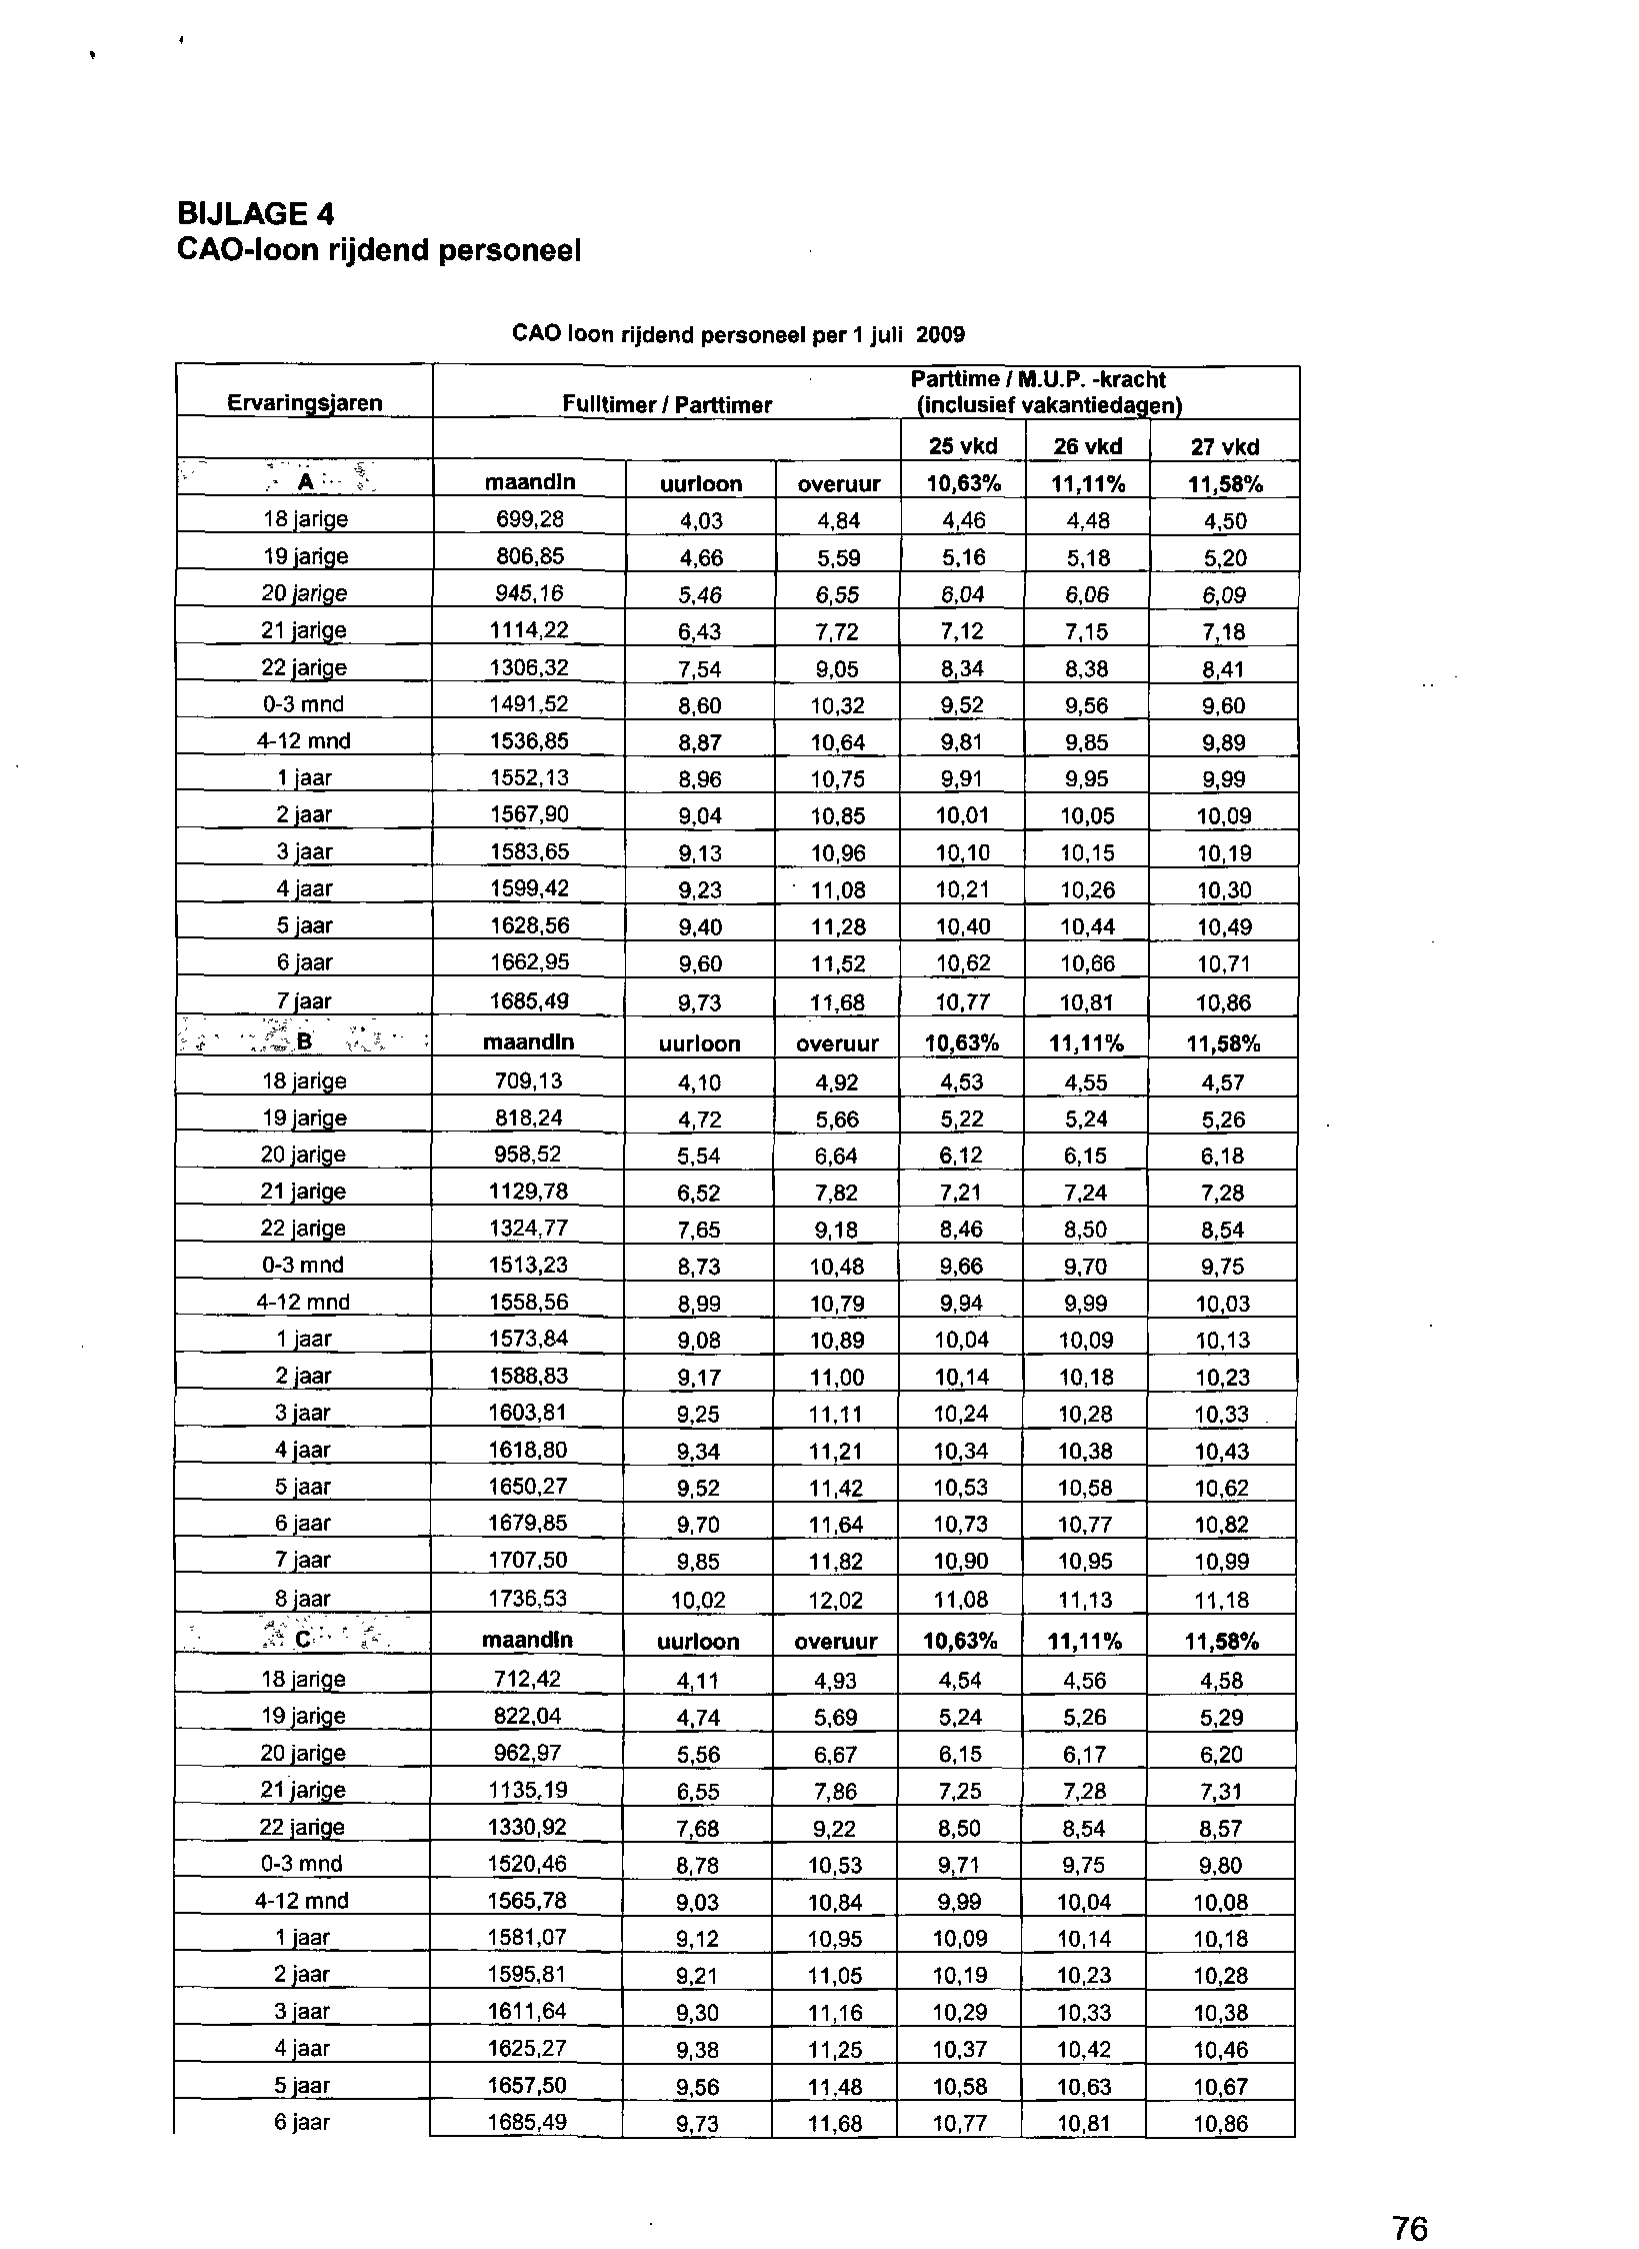 BIJLAGE 4
CAO-loon rijdend personeel
CAO loon rijdend personeel per 1 juli 2009
Ervaringsjaren Fulltimer / Parttimer Parttime / M.U.P. -kracht (inclusief vakantiedagen)
25 vkd 26 vkd 27 vkd
A maandln uurloon overuur 10,63% 11,11% 11,58%
18 jarige 699,28 4,03 4,84 4,46 4,48 4,50
19 jarige 806,85 4,66 5,59 5,16 5,18 5,20
20 jarige 945,16 5,46 6,55 6,04 6,06 6,09
21 jarige 1114,22 6,43 7,72 7,12 7,15 7,18
22 jarige 1306,32 7,54 9,05 8,34 8,38 8,41
0-3 mnd 1491,52 8,60 10,32 9,52 9,56 9,60
4-12 mnd 1536,85 8,87 10,64 9,81 9,85 9,89
1 jaar 1552,13 8,96 10,75 9,91 9,95 9,99
2 jaar 1567,90 9,04 10,85 10,01 10,05 10,09
3 jaar 1583,65 9,13 10,96 10,10 10,15 10,19
4 jaar 1599,42 9,23 11,08 10,21 10,26 10,30
5 jaar 1628,56 9,40 11,28 10,40 10,44 10,49
6 jaar 1662,95 9,60 11,52 10,62 10,66 10,71
7 jaar 1685,49 9,73 11,68 10,77 10,81 10,86
B maandln uurloon overuur 10,63% 11,11% 11,58%
18 jarige 709,13 4,10 4,92 4,53 4,55 4,57
19 jarige 818,24 4,72 5,66 5,22 5,24 5,26
20 jarige 958,52 5,54 6,64 6,12 6,15 6,18
21 jarige 1129,78 6,52 7,82 7,21 7,24 7,28
22 jarige 1324,77 7,65 9,18 8,46 8,50 8,54
0-3 mnd 1513,23 8,73 10,48 9,66 9,70 9,75
4-12 mnd 1558,56 8,99 10,79 9,94 9,99 10,03
1 jaar 1573,84 9,08 10,89 10,04 10,09 10,13
2 jaar 1588,83 9,17 11,00 10,14 10,18 10,23
3 jaar 1603,81 9,25 11,11 10,24 10,28 10,33
4 jaar 1618,80 9,34 11,21 10,34 10,38 10,43
5 jaar 1650,27 9,52 11,42 10,53 10,58 10,62
6 jaar 1679,85 9,70 11,64 10,73 10,77 10,82
7 jaar 1707,50 9,85 11,82 10,90 10,95 10,99
8 jaar 1736,53 10,02 12,02 11,08 11,13 11,18
C maandln uurloon overuur 10,63% 11,11% 11,58%
18 jarige 712,42 4,11 4,93 4,54 4,56 4,58
19 jarige 822,04 4,74 5,69 5,24 5,26 5,29
20 jarige 962,97 5,56 6,67 6,15 6,17 6,20
21 jarige 1135,19 6,55 7,86 7,25 7,28 7,31
22 jarige 1330,92 7,68 9,22 8,50 8,54 8,57
0-3 mnd 1520,46 8,78 10,53 9,71 9,75 9,80
4-12 mnd 1565,78 9,03 10,84 9,99 10,04 10,08
1 jaar 1581,07 9,12 10,95 10,09 10,14 10,18
2 jaar 1595,81 9,21 11,05 10,19 10,23 10,28
3 jaar 1611,64 9,30 11,16 10,29 10,33 10,38
4 jaar 1625,27 9,38 11,25 10,37 10,42 10,46
5 jaar 1657,50 9,56 11,48 10,58 10,63 10,67
6 jaar 1685,49 9,73 11,68 10,77 10,81 10,86
76